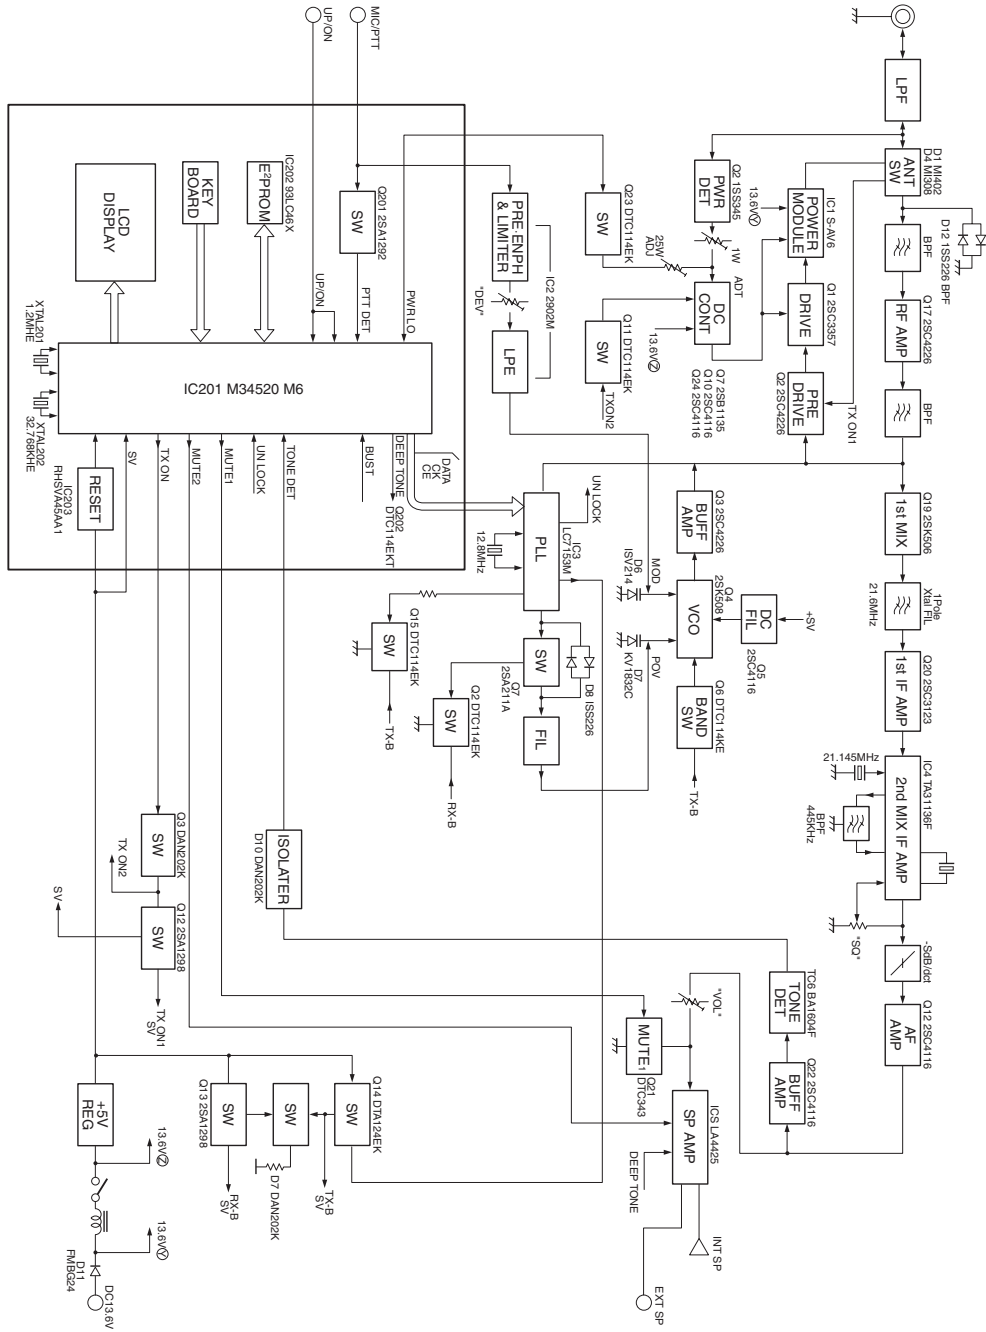 LPF
D1 MI402
D4 MI308
ANT
SW
D12 1SS226 BPF
BPF
Q17 2SC4226
RF AMP
BPF
Q19 2SK506
1st MIX
1Pole
Xtal FIL
21.6MHz
Q20 2SC3123
1st IF AMP
IC4 TA31136F
2nd MIX IF AMP
21.145MHz
BPF
445KHz
"SQ"
-SdB/dct
Q12 2SC4116
AF
AMP
Q2 1SS345
PWR
DET
1W
25W
ADJ
ADT
13.6VⓎ
IC1 S-AV6
POWER
MODULE
Q1 2SC3357
DRIVE
PRE
DRIVE
Q2 2SC4226
TX ON1
DC
CONT
Q7 2SB1135
Q10 2SC4116
Q24 2SC4116
13.6VⓏ
Q23 DTC114EK
SW
Q11 DTC114EK
SW
TXON2
Q3 2SC4226
BUFF
AMP
Q4
2SK508
VCO
DC
FIL
Q5
2SC4116
+SV
Q6 DTC114KE
BAND
SW
TX-B
MOD
D6
ISV214
POV
D7
KV1832C
TC6 BA1604F
TONE
DET
Q22 2SC4116
BUFF
AMP
"VOL"
MUTE1
Q21
DTC343
ICS LA4425
SP AMP
DEEP TONE
INT SP
EXT SP
MIC/PTT
UP/ON
PRE·ENPH
& LIMITER
"DEV"
IC2 2902M
LPE
UN LOCK
IC3
LC7153M
PLL
12.8MHz
SW
Q7
2SA211A
D8 ISS226
FIL
Q15 DTC114EK
SW
TX-B
Q2 DTC114EK
SW
RX-B
Q201 2SA1292
SW
IC202 93LC46X
E²PROM
KEY
BOARD
LCD
DISPLAY
PWR LO
PTT DET
UP/ON
XTAL201
1.2MHE
IC201 M34520 M6
XTAL202
32.768KHE
DATA
CK
CE
DEEP TONE
Q202
DTC114EKT
BUST
TONE DET
UN LOCK
MUTE1
MUTE2
TX ON
SV
RESET
IC203
RHSVA45AA1
ISOLATER
D10 DAN202K
Q3 DAN202K
SW
TX ON2
Q12 2SA1298
SW
SV
TX ON1
SV
Q14 DTA124EK
SW
TX-B
SV
SW
D7 DAN202K
SW
Q13 2SA1298
RX-B
SV
+5V
REG
13.6VⓏ
13.6VⓎ
D11
FMBG24
DC13.6V